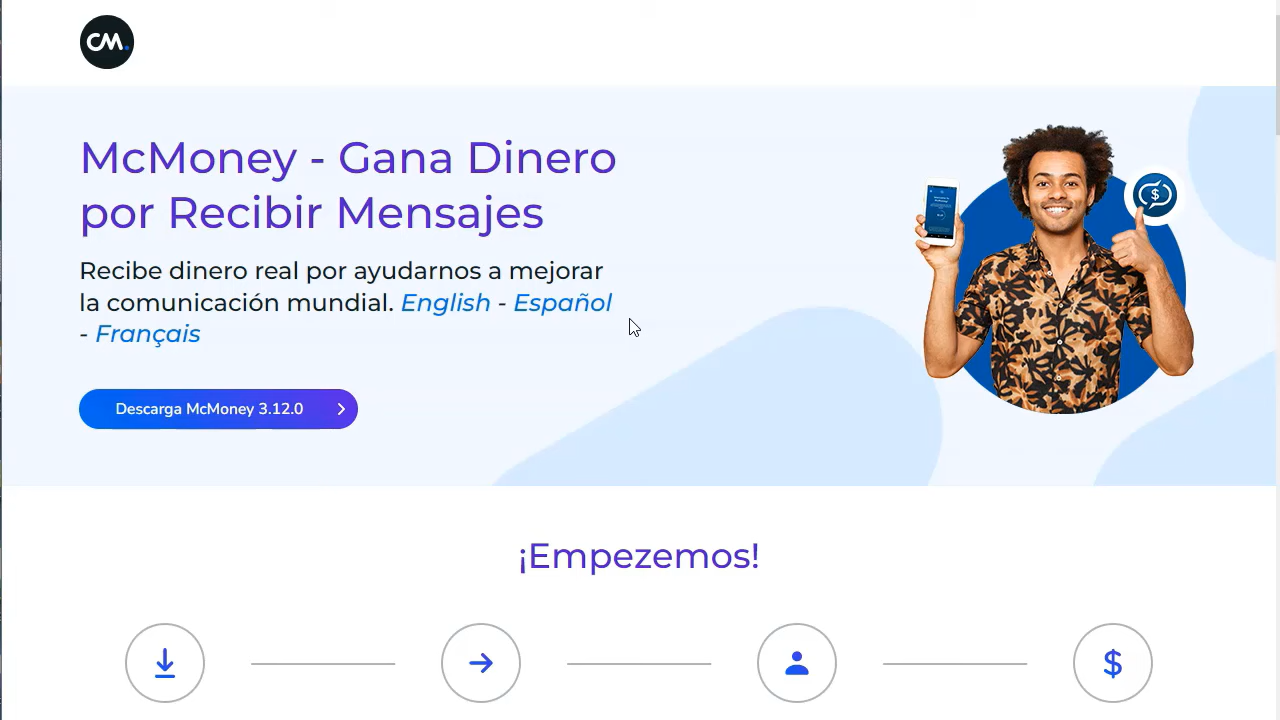 CM.
McMoney - Gana Dinero
por Recibir Mensajes
Recibe dinero real por ayudarnos a mejorar
la comunicación mundial. English - Español
- Français
Descarga McMoney 3.12.0
¡Empezemos!